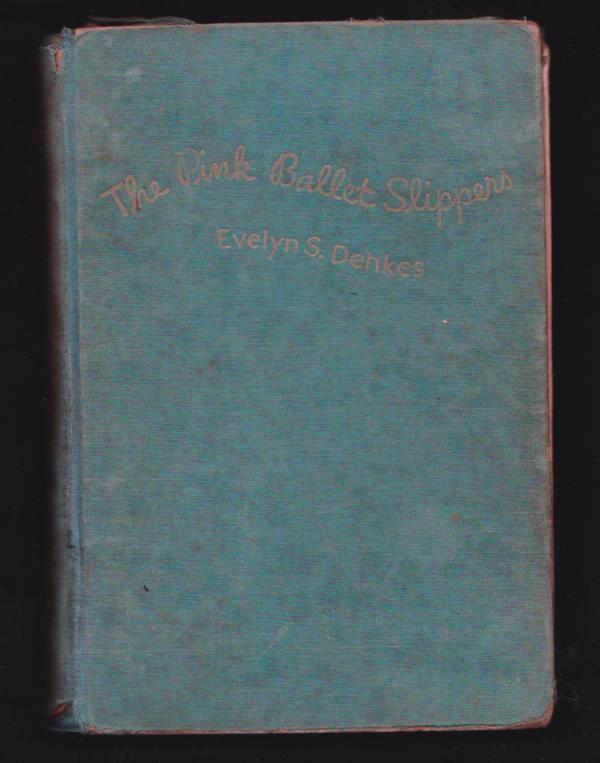 The Pink Ballet Slippers
Evelyn S. Dehkes